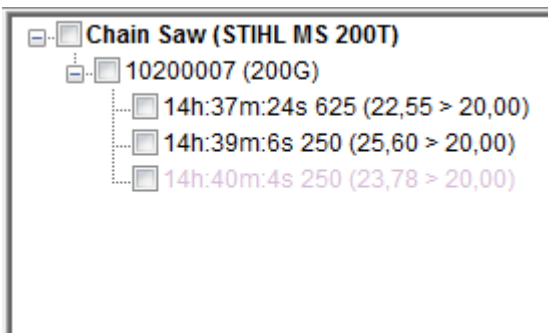 Chain Saw (STIHL MS 200T)
10200007 (200G)
14h:37m:24s 625 (22,55 > 20,00)
14h:39m:6s 250 (25,60 > 20,00)
14h:40m:4s 250 (23,78 > 20,00)